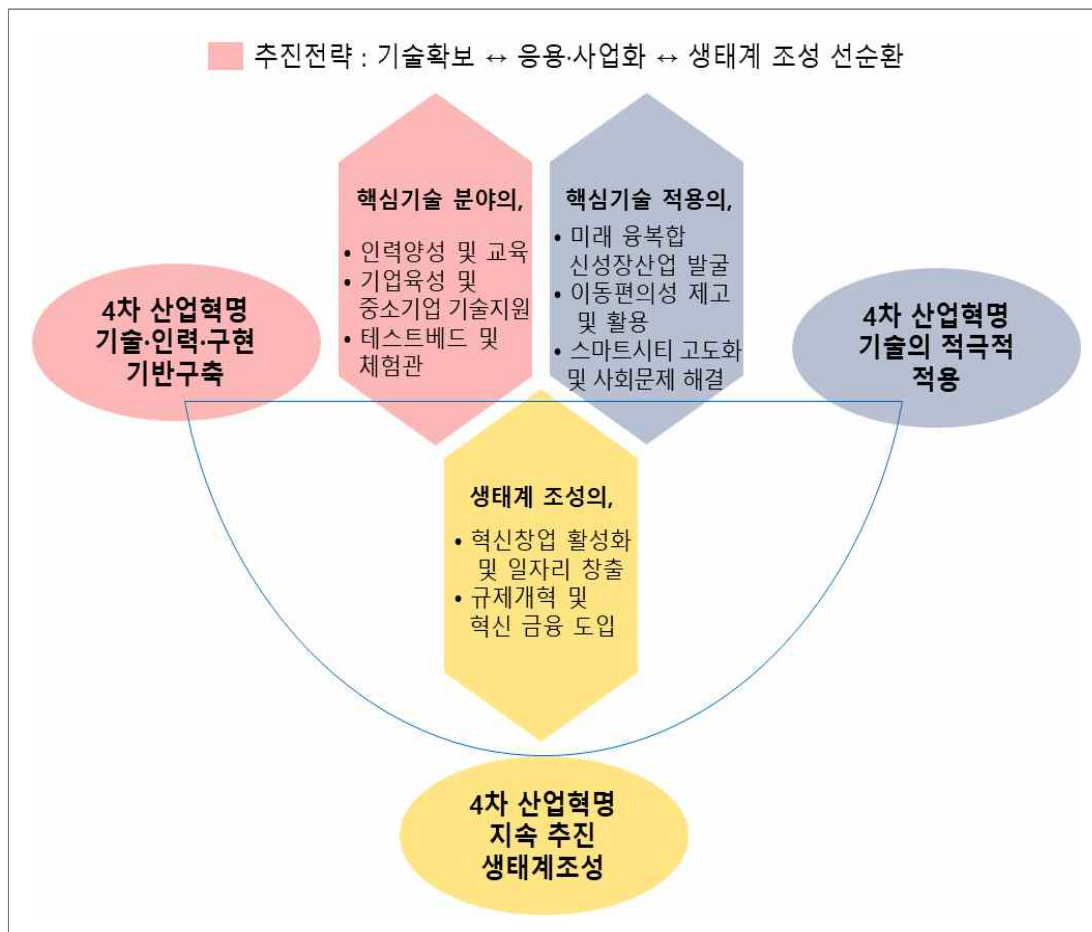 추진전략 : 기술확보 ↔ 응용·사업화 ↔ 생태계 조성 선순환
핵심기술 분야의,
• 인력양성 및 교육
• 기업육성 및
중소기업 기술지원
• 테스트베드 및
체험관
핵심기술 적용의,
• 미래 융복합
신성장산업 발굴
• 이동편의성 제고
및 활용
• 스마트시티 고도화
및 사회문제 해결
4차 산업혁명
기술·인력·구현
기반구축
4차 산업혁명
기술의 적극적
적용
생태계 조성의,
• 혁신창업 활성화
및 일자리 창출
• 규제개혁 및
혁신 금융 도입
4차 산업혁명
지속 추진
생태계조성